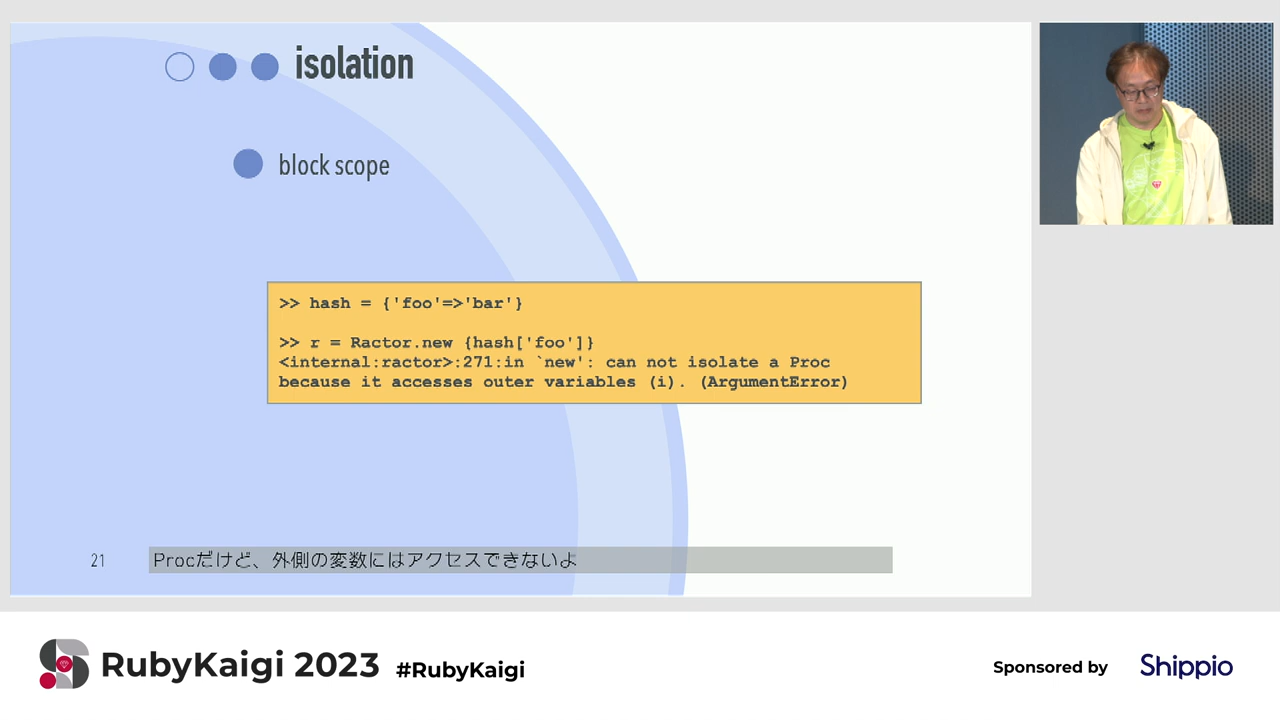 isolation
block scope
>> hash = {'foo'=>'bar'}
>> r = Ractor.new {hash['foo']}
<internal:ractor>:271:in `new': can not isolate a Proc
because it accesses outer variables (i). (ArgumentError)
21
Procだけど、外側の変数にはアクセスできないよ
RubyKaigi 2023
#RubyKaigi
Sponsored by
Shippio